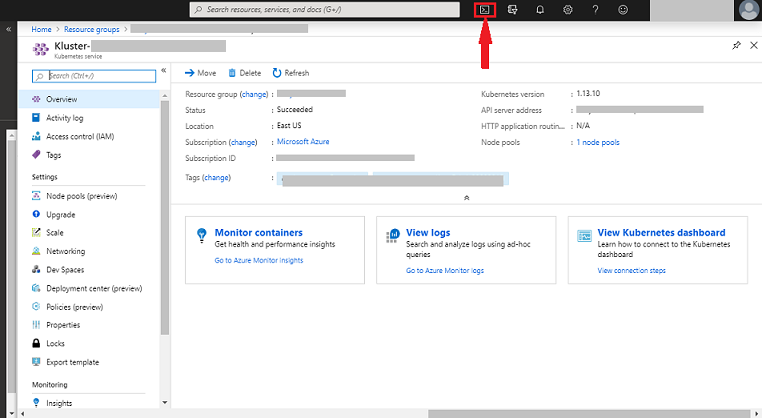 Search resources, services, and docs (G+/)
Home > Resource groups >
Kluster-
Kubernetes service
Search (Ctrl+/)
Overview
Activity log
Access control (IAM)
Tags
Settings
Node pools (preview)
Upgrade
Scale
Networking
Dev Spaces
Deployment center (preview)
Policies (preview)
Properties
Locks
Export template
Monitoring
Insights
Move Delete Refresh
Resource group (change) :
Status : Succeeded
Location : East US
Subscription (change) : Microsoft Azure
Subscription ID :
Tags (change) :
Kubernetes version : 1.13.10
API server address :
HTTP application routin... : N/A
Node pools : 1 node pools
Monitor containers
Get health and performance insights
Go to Azure Monitor insights
View logs
Search and analyze logs using ad-hoc
queries
Go to Azure Monitor logs
View Kubernetes dashboard
Learn how to connect to the Kubernetes
dashboard
View connection steps